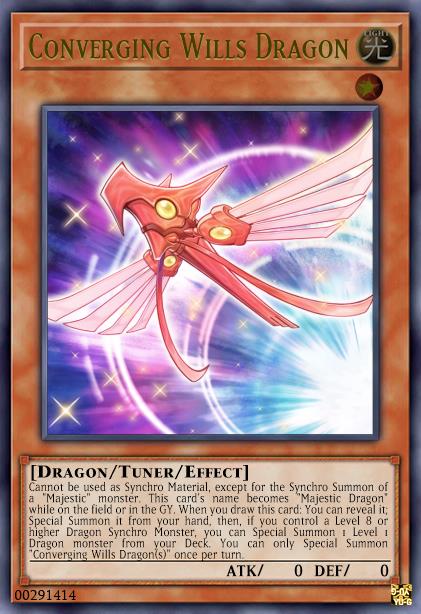 CONVERGING WILLS DRAGON
LIGHT
光
[DRAGON/TUNER/EFFECT]
Cannot be used as Synchro Material, except for the Synchro Summon of
a "Majestic" monster. This card's name becomes "Majestic Dragon"
while on the field or in the GY. When you draw this card: You can reveal it;
Special Summon it from your hand, then, if you control a Level 8 or
higher Dragon Synchro Monster, you can Special Summon 1 Level 1
Dragon monster from your Deck. You can only Special Summon
"Converging Wills Dragon(s)" once per turn.
ATK/ 0 DEF/ 0
00291414